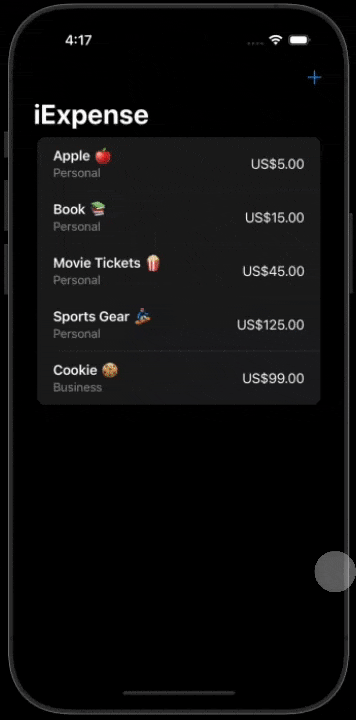 4:17
+
iExpense
Apple 🍎 US$5.00
Personal
Book 📚 US$15.00
Personal
Movie Tickets 🍿 US$45.00
Personal
Sports Gear 🏂 US$125.00
Personal
Cookie 🍪 US$99.00
Business